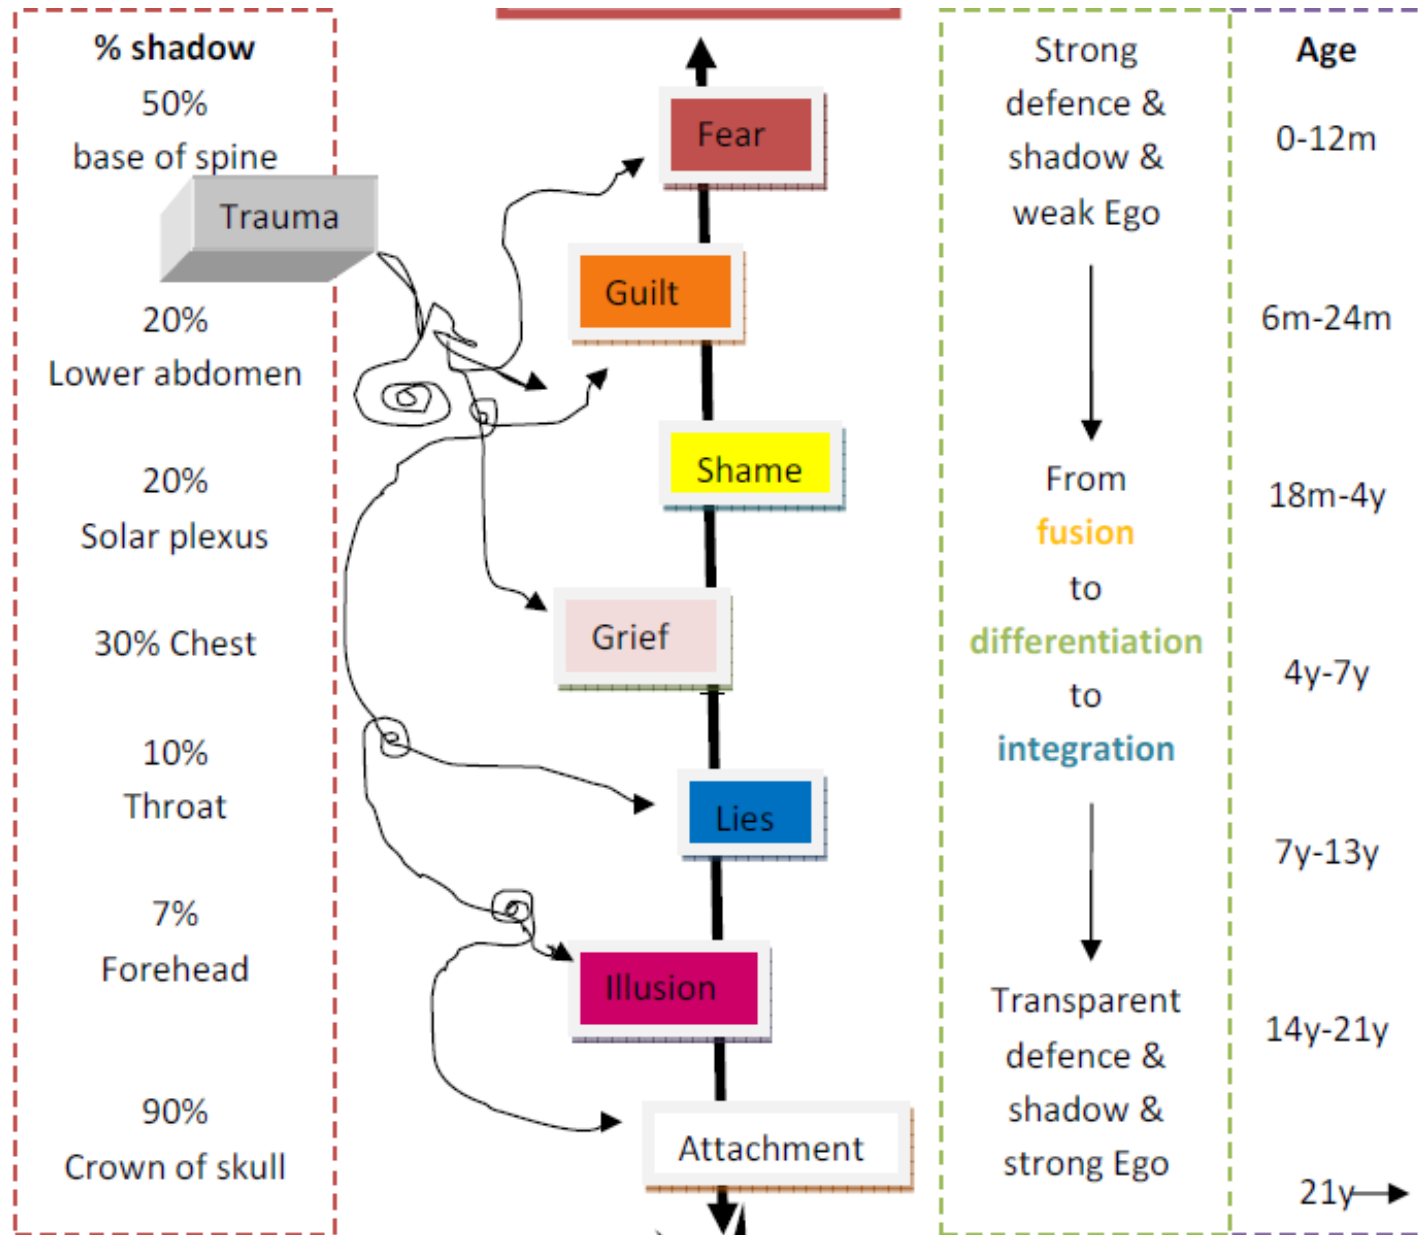 % shadow
50%
base of spine
Trauma
20%
Lower abdomen
20%
Solar plexus
30% Chest
10%
Throat
7%
Forehead
90%
Crown of skull
Fear
Guilt
Shame
Grief
Lies
Illusion
Attachment
Strong
defence &
shadow &
weak Ego
From
fusion
to
differentiation
to
integration
Transparent
defence &
shadow &
strong Ego
Age
0-12m
6m-24m
18m-4y
4y-7y
7y-13y
14y-21y
21y